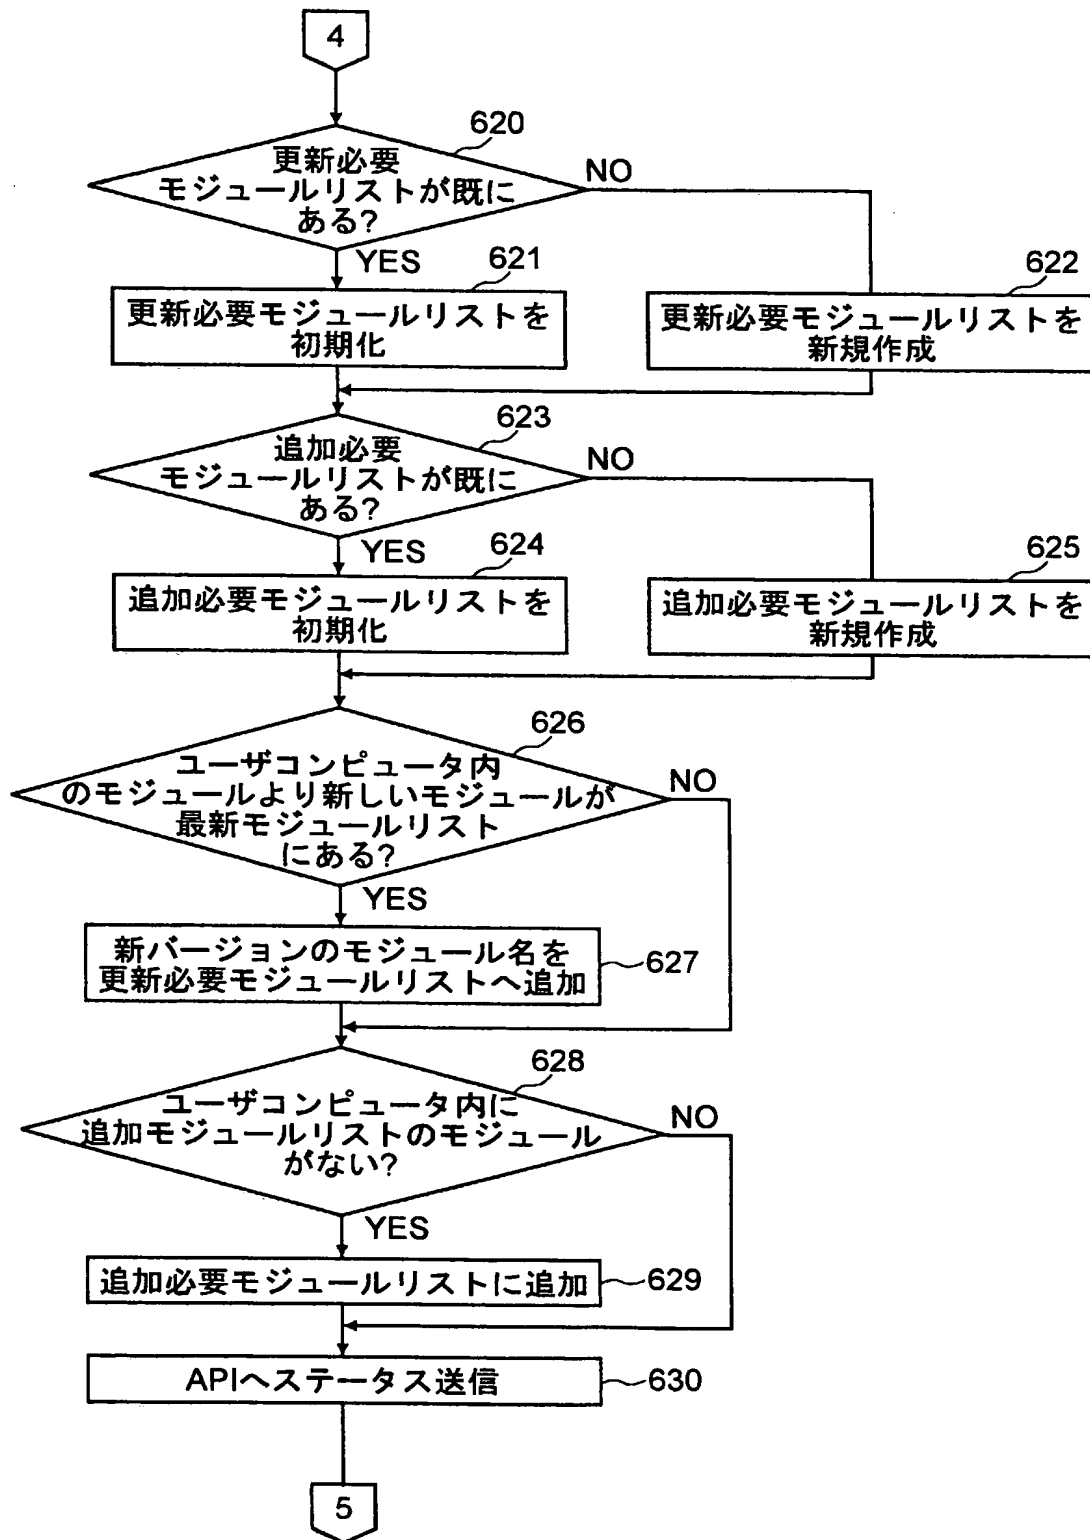 4
620
更新必要
モジュールリストが既に
ある?
NO
YES
621
更新必要モジュールリストを
初期化
622
更新必要モジュールリストを
新規作成
623
追加必要
モジュールリストが既に
ある?
NO
YES
624
追加必要モジュールリストを
初期化
625
追加必要モジュールリストを
新規作成
626
ユーザコンピュータ内
のモジュールより新しいモジュールが
最新モジュールリスト
にある?
NO
YES
新バージョンのモジュール名を
更新必要モジュールリストへ追加
627
628
ユーザコンピュータ内に
追加モジュールリストのモジュール
がない?
NO
YES
追加必要モジュールリストに追加
629
APIへステータス送信
630
5